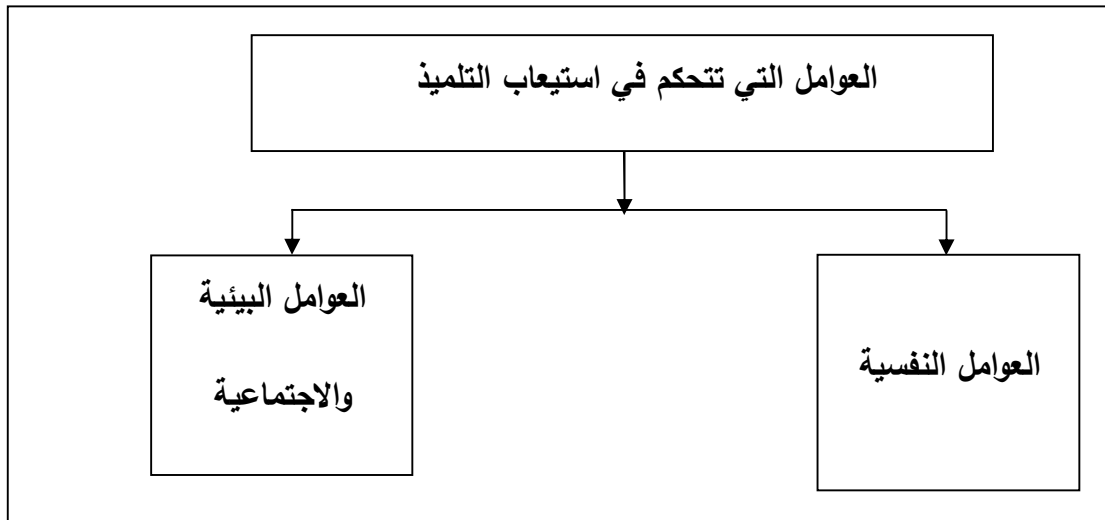 العوامل التي تتحكم في استيعاب التلميذ
العوامل النفسية
العوامل البيئية
والاجتماعية